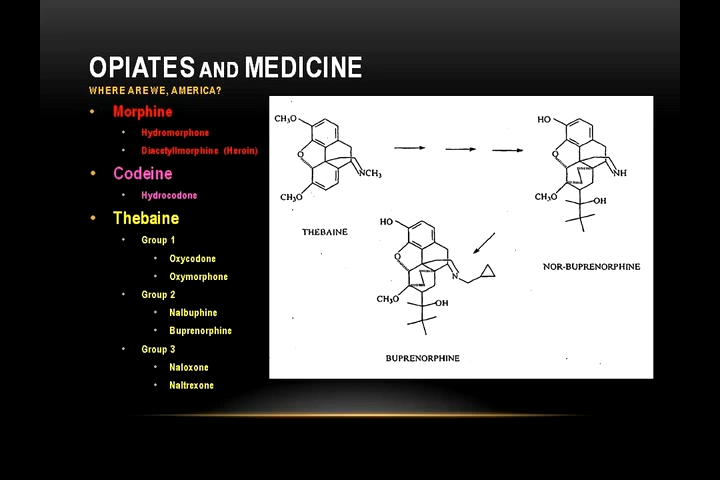 OPIATES AND MEDICINE
WHERE ARE WE, AMERICA?
• Morphine
• Hydromorphone
• Diacetyllmorphine (Heroin)
• Codeine
• Hydrocodone
• Thebaine
• Group 1
• Oxycodone
• Oxymorphone
• Group 2
• Nalbuphine
• Buprenorphine
• Group 3
• Naloxone
• Naltrexone
CH₃O
O
NCH₃
CH₃O
THEBAINE
HO
O
NH
CH₃O
OH
NOR-BUPRENORPHINE
HO
O
N
CH₃O
OH
BUPRENORPHINE